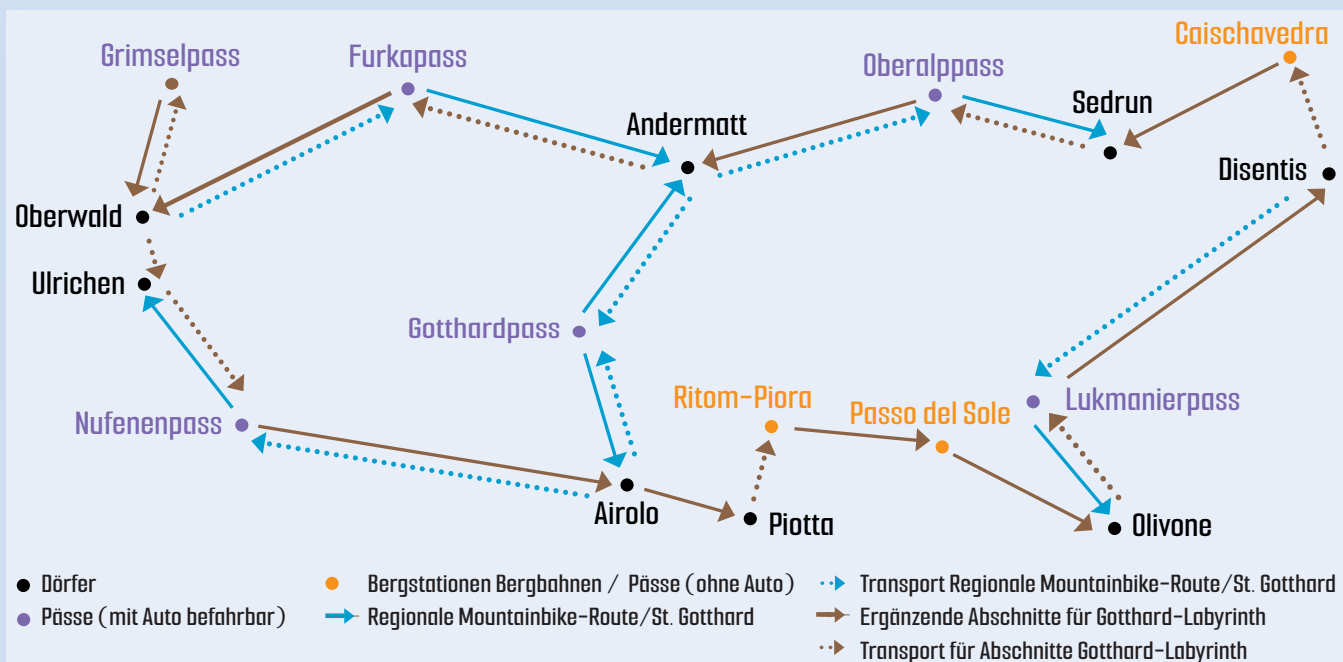 Grimselpass
Furkapass
Oberalppass
Caischavedra
Andermatt
Sedrun
Disentis
Oberwald
Ulrichen
Gotthardpass
Nufenenpass
Ritom-Piora
Passo del Sole
Lukmanierpass
Airolo
Piotta
Olivone
Dörfer
Bergstationen Bergbahnen / Pässe (ohne Auto)
Transport Regionale Mountainbike-Route/St. Gotthard
Pässe (mit Auto befahrbar)
Regionale Mountainbike-Route/St. Gotthard
Ergänzende Abschnitte für Gotthard-Labyrinth
Transport für Abschnitte Gotthard-Labyrinth